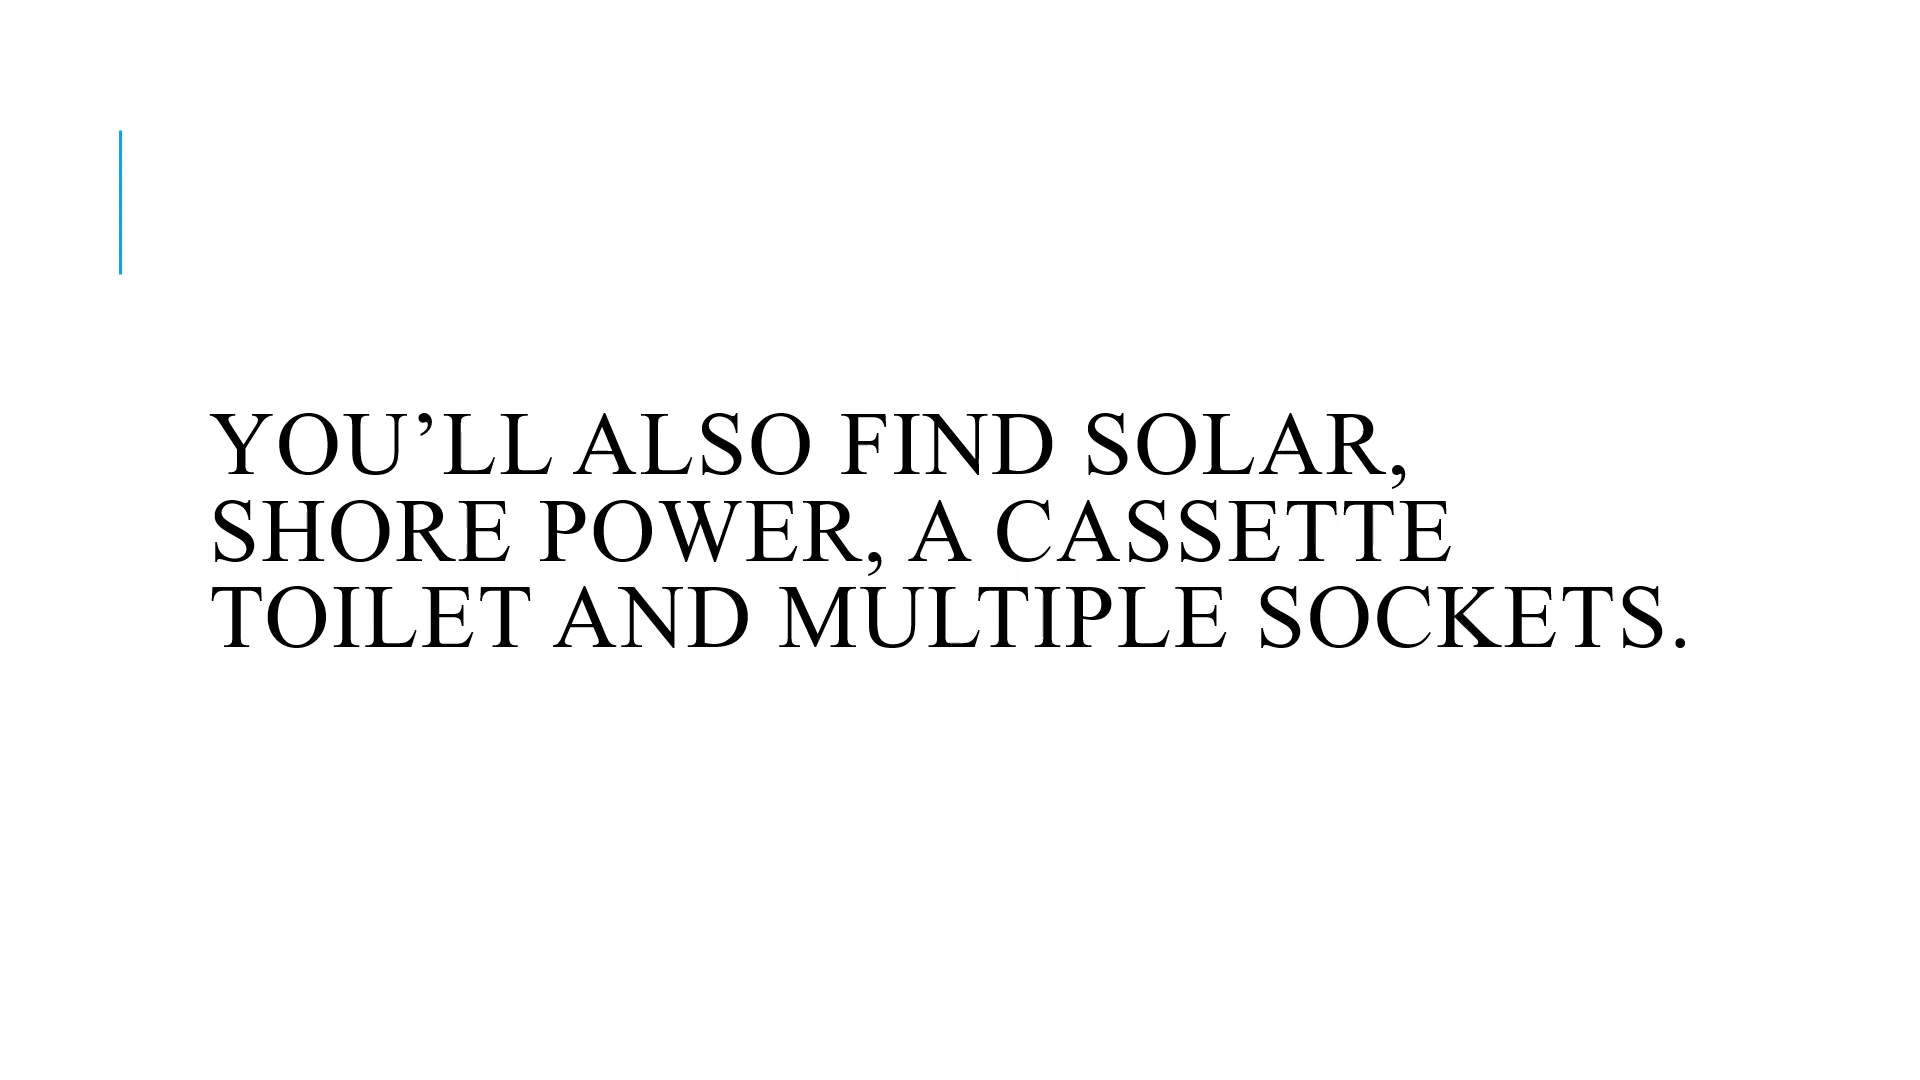 YOU’LL ALSO FIND SOLAR,
SHORE POWER, A CASSETTE
TOILET AND MULTIPLE SOCKETS.